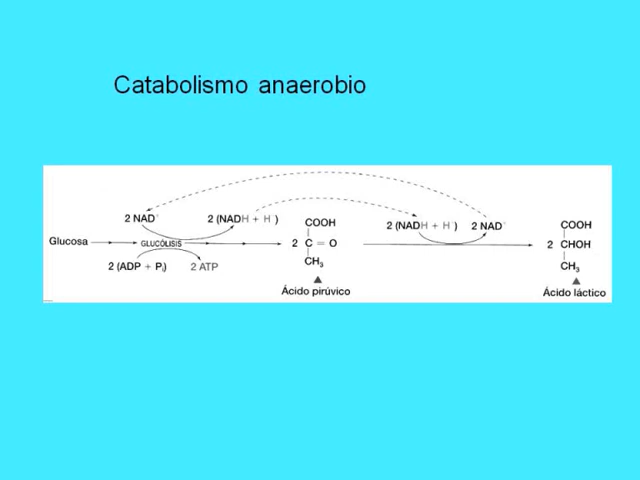 Catabolismo anaerobio
2 NAD⁺ 2 (NADH + H⁺) 2 (NADH + H⁺) 2 NAD⁺
Glucosa GLUCÓLISIS 2 (ADP + Pᵢ) 2 ATP
COOH
2 C = O
CH₃
Ácido pirúvico
COOH
2 CHOH
CH₃
Ácido láctico